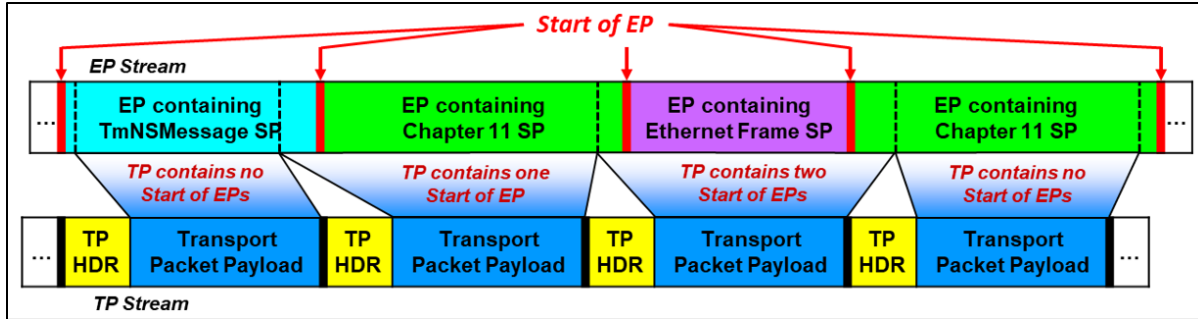 Start of EP
EP Stream
...
EP containing
TmNSMessage SP
EP containing
Chapter 11 SP
EP containing
Ethernet Frame SP
EP containing
Chapter 11 SP
...
TP contains no
Start of EPs
TP contains one
Start of EP
TP contains two
Start of EPs
TP contains no
Start of EPs
...
TP
HDR
Transport
Packet Payload
TP
HDR
Transport
Packet Payload
TP
HDR
Transport
Packet Payload
TP
HDR
Transport
Packet Payload
...
TP Stream